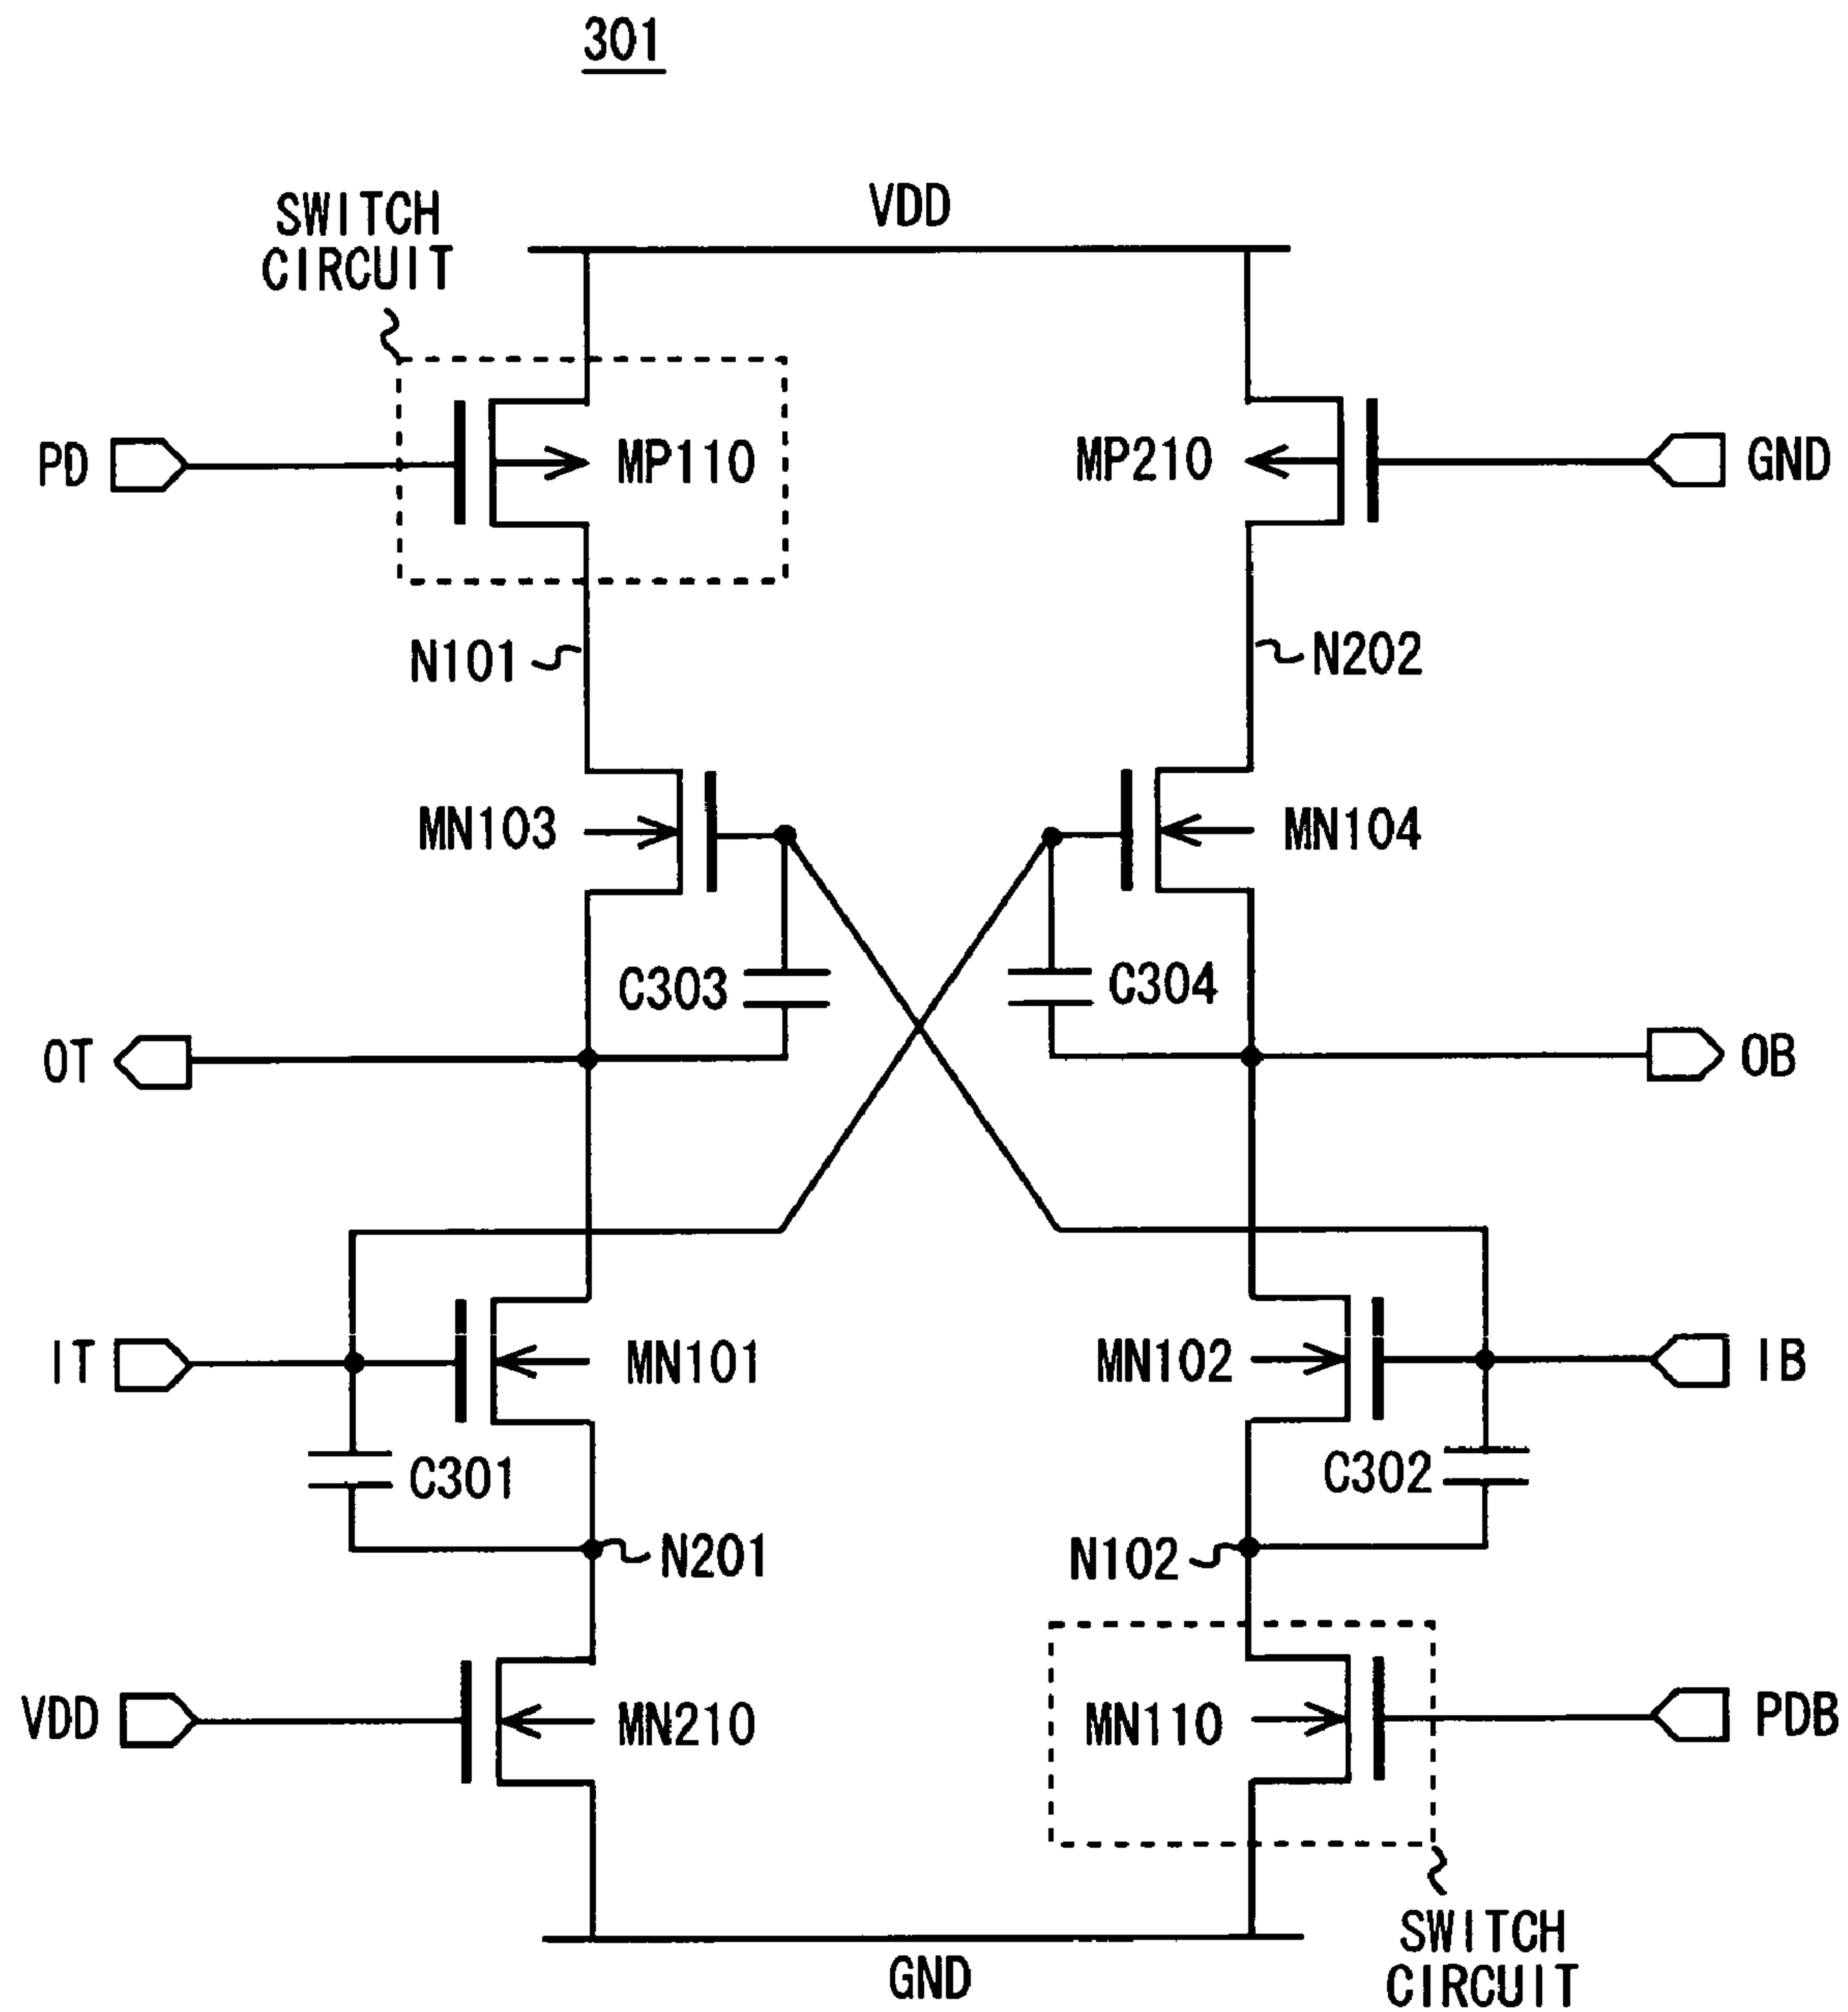 301
SWITCH
CIRCUIT
VDD
PD
MP110
MP210
GND
N101
N202
MN103
MN104
C303
C304
OT
OB
IT
MN101
MN102
IB
C301
C302
N201
N102
VDD
MN210
MN110
PDB
GND
SWITCH
CIRCUIT